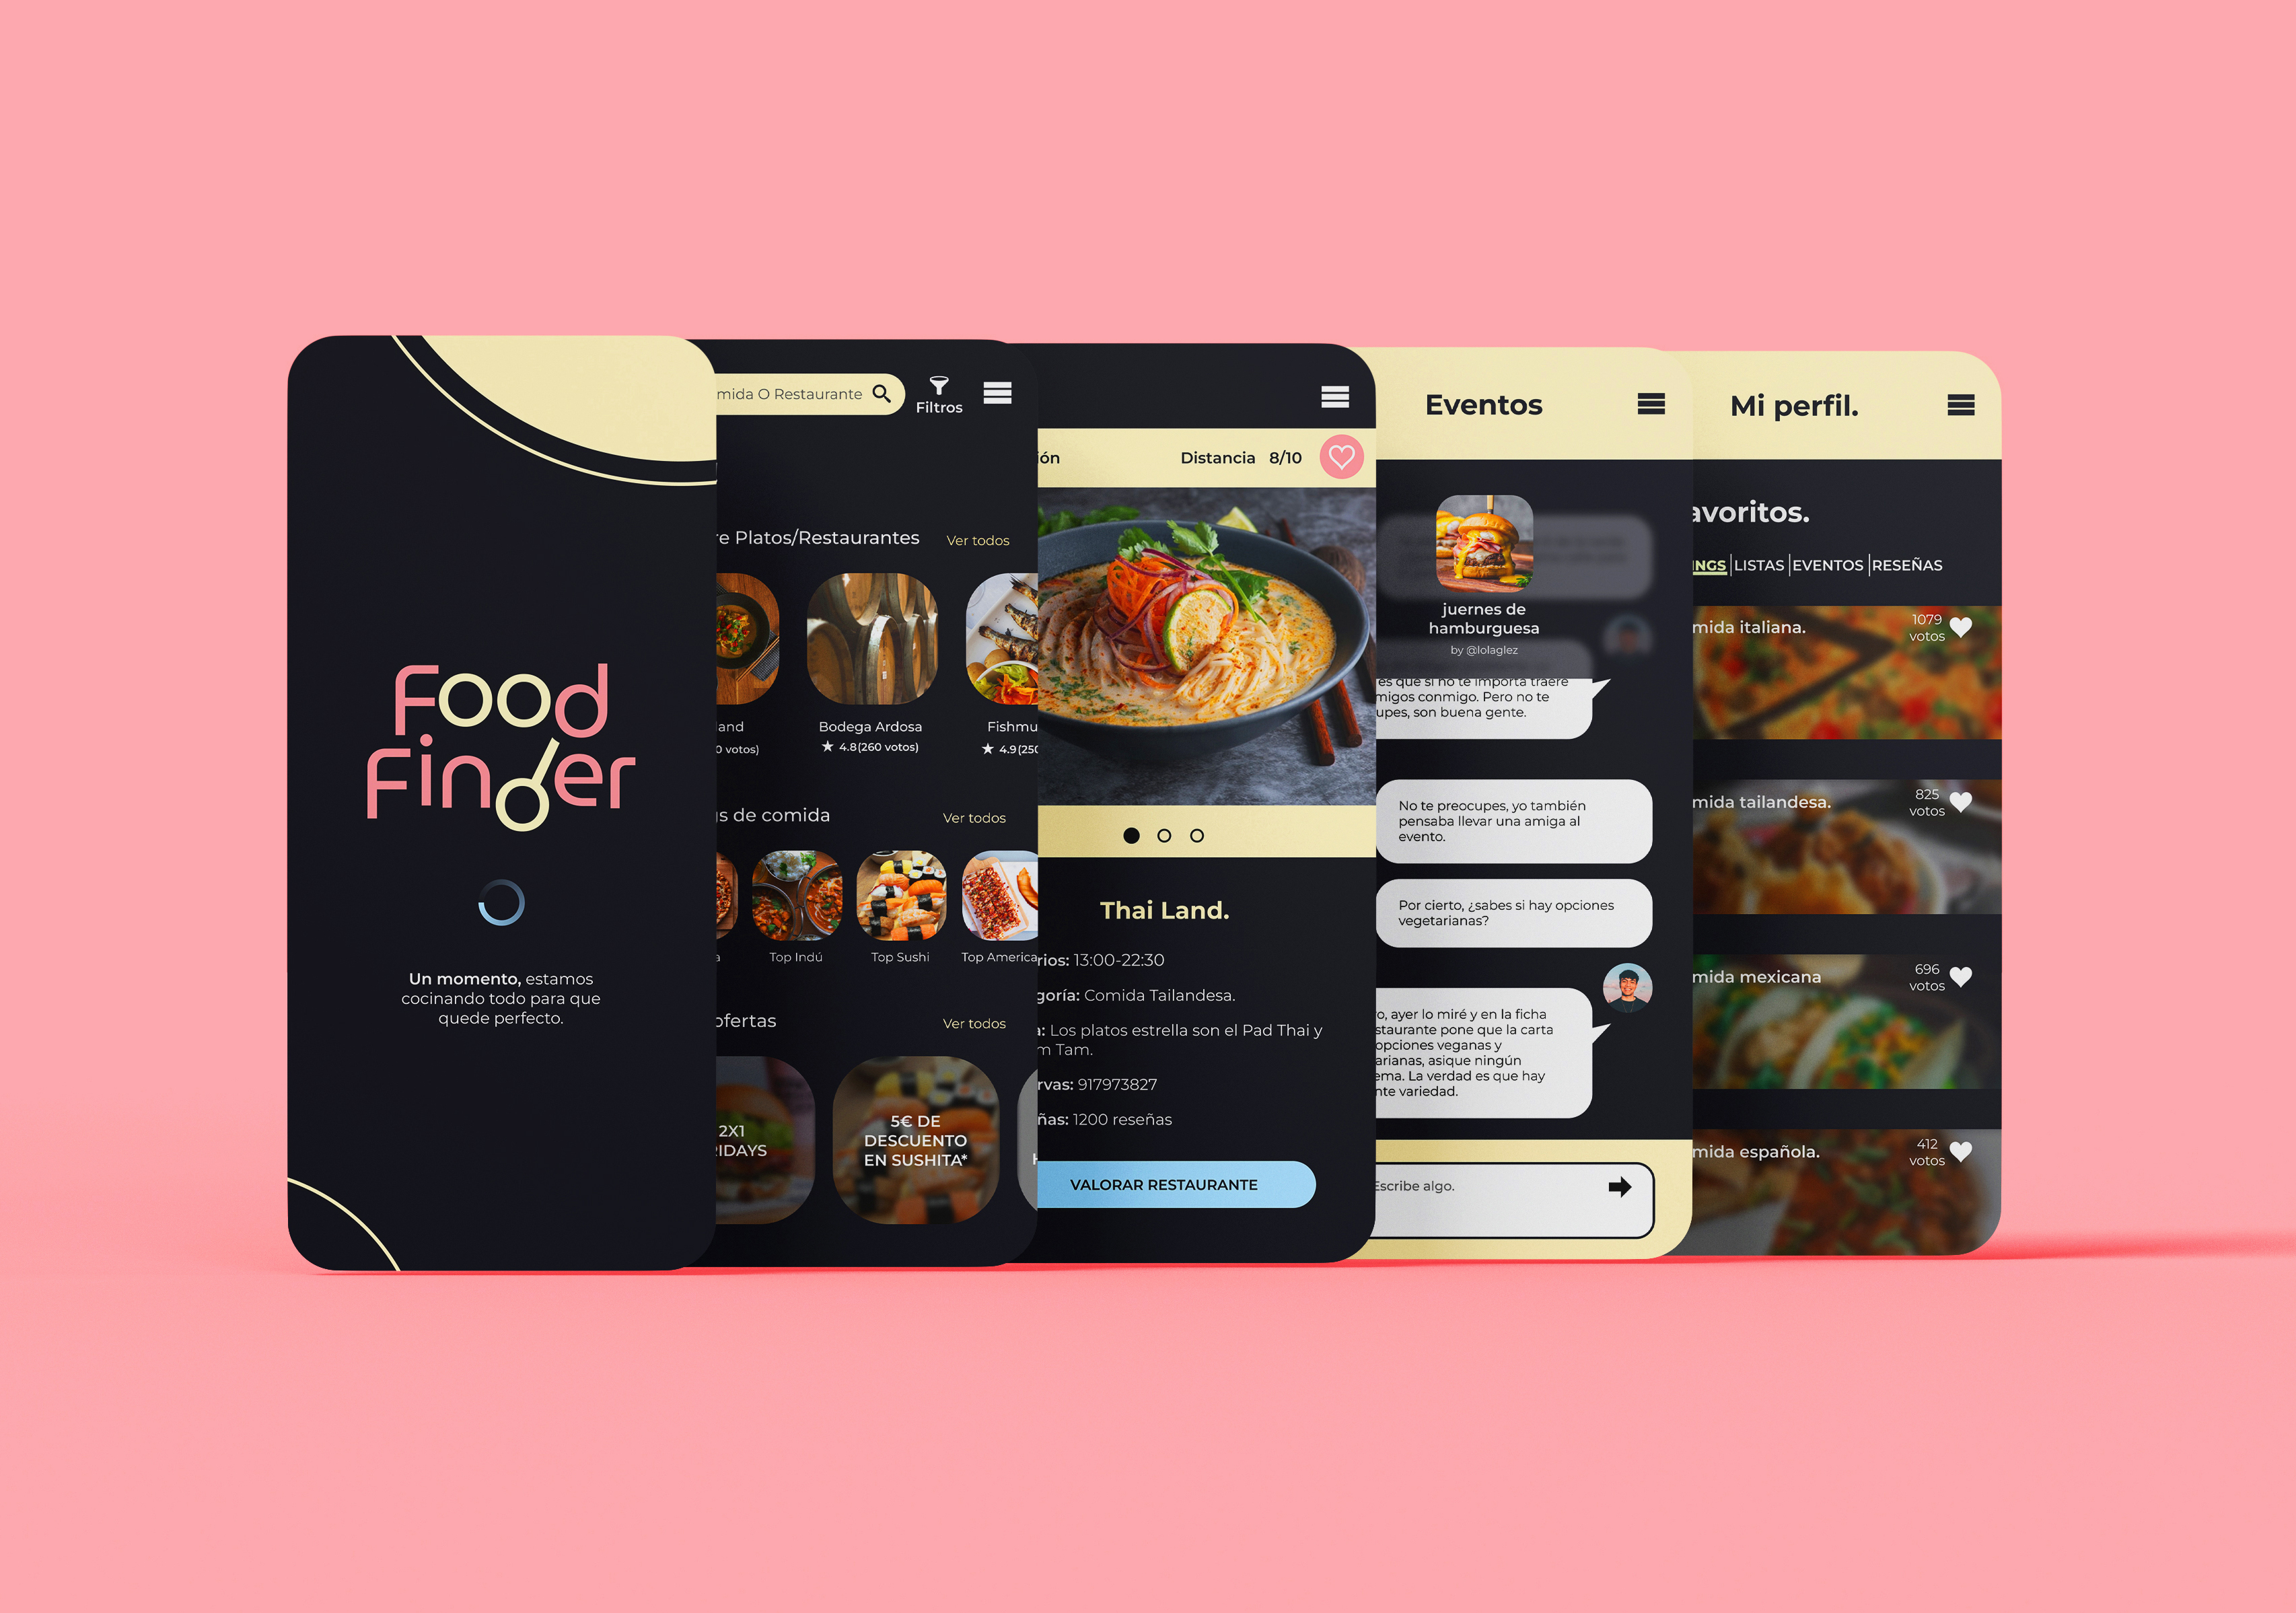 Food
Finder
Un momento, estamos
cocinando todo para que
quede perfecto.
mida O Restaurante
Filtros
re Platos/Restaurantes
Ver todos
and
0 votos)
Bodega Ardosa
★ 4.8(260 votos)
Fishmu
★ 4.9(250
gs de comida
Ver todos
a
Top Indú
Top Sushi
Top America
ofertas
Ver todos
2X1
IDAYS
5€ DE
DESCUENTO
EN SUSHITA*
ión
Distancia 8/10
Thai Land.
rios: 13:00-22:30
goría: Comida Tailandesa.
a: Los platos estrella son el Pad Thai y
m Tam.
rvas: 917973827
ñas: 1200 reseñas
VALORAR RESTAURANTE
Eventos
juernes de
hamburguesa
by @lolaglez
es que si no te importa traere
migos conmigo. Pero no te
upes, son buena gente.
No te preocupes, yo también
pensaba llevar una amiga al
evento.
Por cierto, ¿sabes si hay opciones
vegetarianas?
ro, ayer lo miré y en la ficha
staurante pone que la carta
opciones veganas y
arianas, asique ningún
ema. La verdad es que hay
nte variedad.
Escribe algo.
Mi perfil.
avoritos.
INGS|LISTAS|EVENTOS|RESEÑAS
mida italiana.
1079
votos
mida tailandesa.
825
votos
mida mexicana
696
votos
mida española.
412
votos